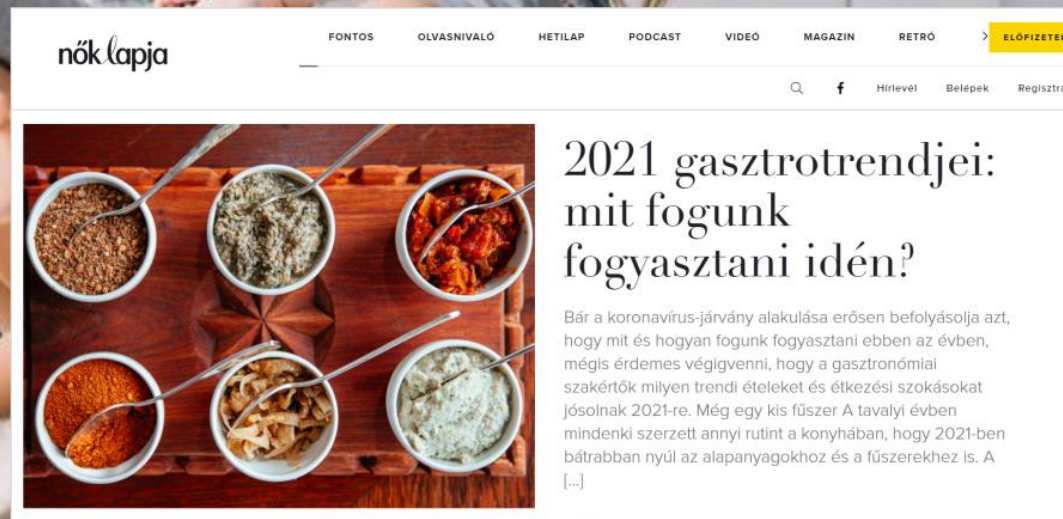 nők lapja
FONTOS OLVASNIVALÓ HETILAP PODCAST VIDEÓ MAGAZIN RETRÓ
Hírlevél Belépek
2021 gasztrotrendjei:
mit fogunk
fogyasztani idén?
Bár a koronavírus-járvány alakulása erősen befolyásolja azt,
hogy mit és hogyan fogunk fogyasztani ebben az évben,
mégis érdemes végigvenni, hogy a gasztronómiai
szakértők milyen trendi ételeket és étkezési szokásokat
jósolnak 2021-re. Még egy kis fűszer A tavalyi évben
mindenki szerzett annyi rutint a konyhában, hogy 2021-ben
bátrabban nyúl az alapanyagokhoz és a fűszerekhez is. A
[...]